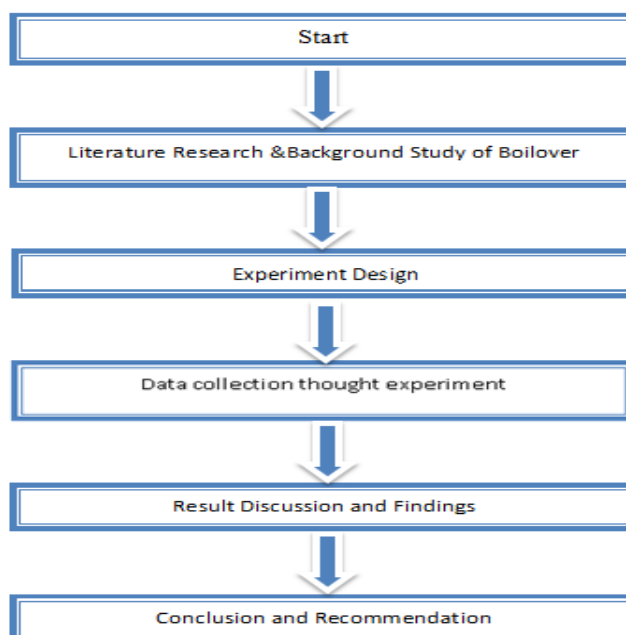 Start
Literature Research &Background Study of Boilover
Experiment Design
Data collection thought experiment
Result Discussion and Findings
Conclusion and Recommendation